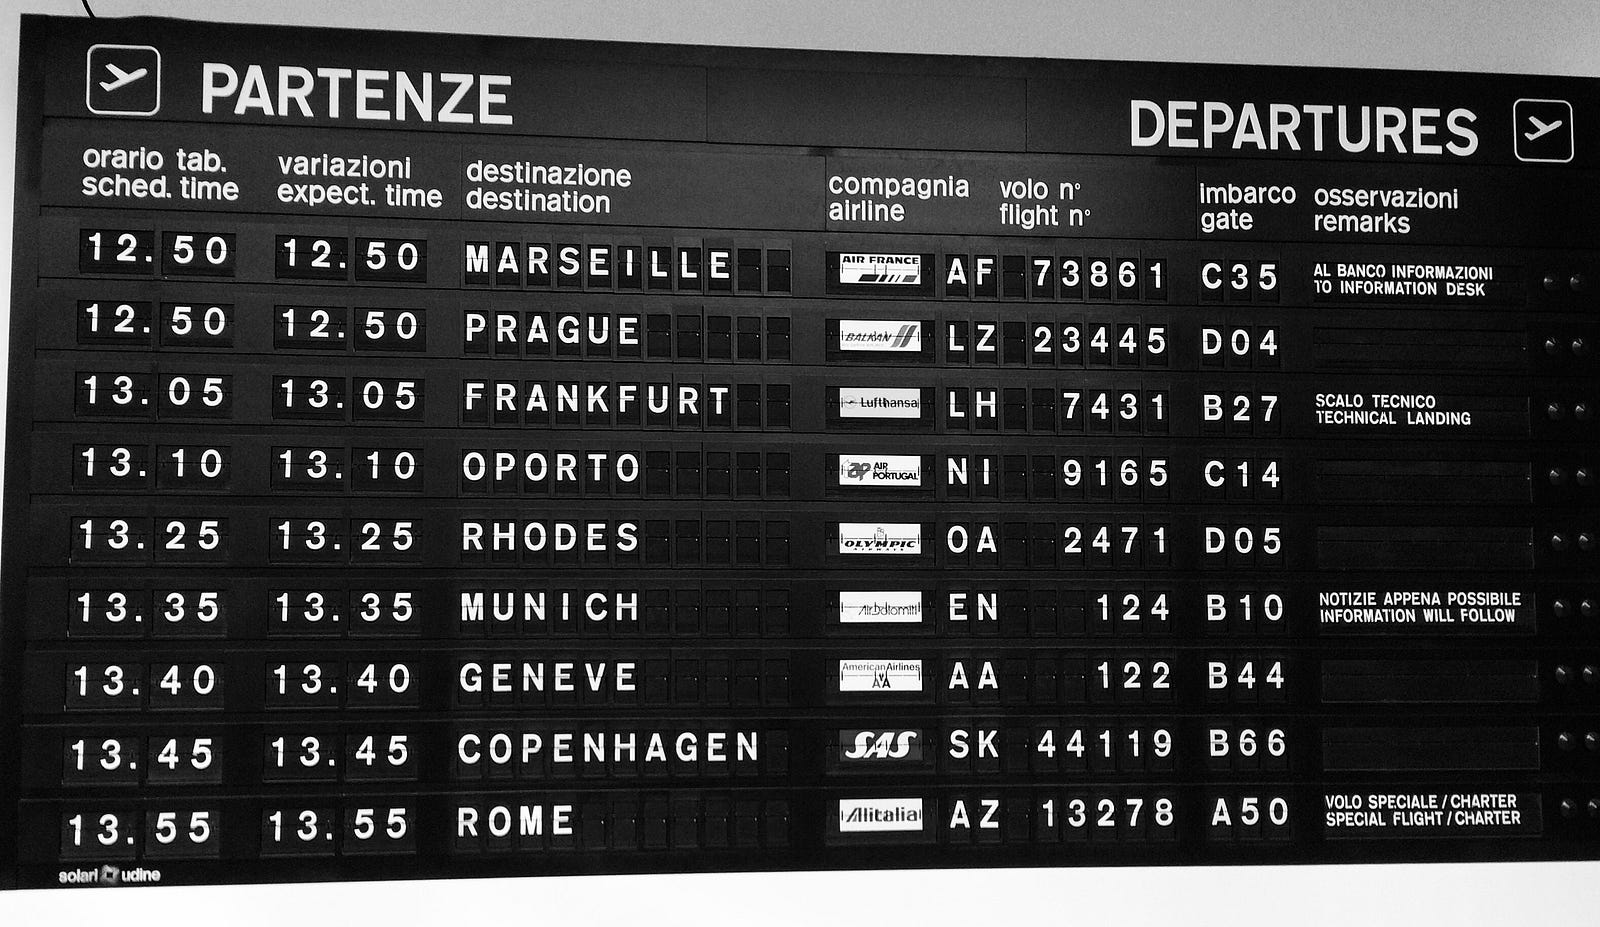 PARTENZE DEPARTURES
orario tab. variazioni destinazione compagnia volo n° imbarco osservazioni
sched. time expect. time destination airline flight n° gate remarks
12.50 12.50 MARSEILLE AIR FRANCE AF 73861 C35 AL BANCO INFORMAZIONI
TO INFORMATION DESK
12.50 12.50 PRAGUE BALKAN LZ 23445 D04
13.05 13.05 FRANKFURT Lufthansa LH 7431 B27 SCALO TECNICO
TECHNICAL LANDING
13.10 13.10 OPORTO AIR PORTUGAL NI 9165 C14
13.25 13.25 RHODES OLYMPIC AIRWAYS OA 2471 D05
13.35 13.35 MUNICH Air Dolomiti EN 124 B10 NOTIZIE APPENA POSSIBILE
INFORMATION WILL FOLLOW
13.40 13.40 GENEVE AmericanAirlines AA AA 122 B44
13.45 13.45 COPENHAGEN SAS SK 44119 B66
13.55 13.55 ROME Alitalia AZ 13278 A50 VOLO SPECIALE / CHARTER
SPECIAL FLIGHT / CHARTER
solari udine